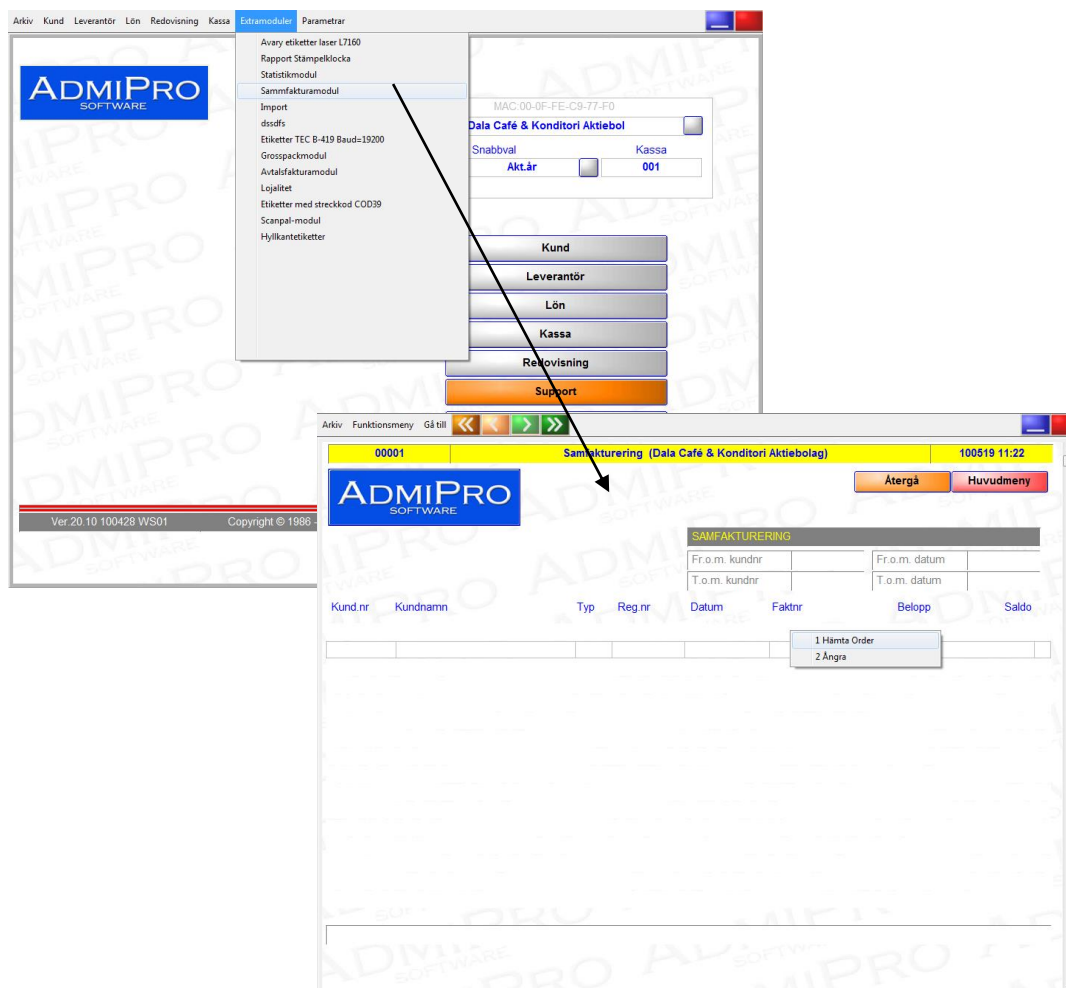 Arkiv Kund Leverantör Lön Redovisning Kassa Extramoduler Parametrar
Avary etiketter laser L7160
Rapport Stämpelklocka
Statistikmodul
Sammfakturamodul
Import
dssdfs
Etiketter TEC B-419 Baud=19200
Grosspackmodul
Avtalsfakturamodul
Lojalitet
Etiketter med streckkod COD39
Scanpal-modul
Hyllkantetiketter
ADMIPRO
SOFTWARE
MAC:00-0F-FE-C9-77-F0
Dala Café & Konditori Aktiebol
Snabbval Kassa
Akt.år 001
Kund
Leverantör
Lön
Kassa
Redovisning
Support
Ver.20.10 100428 WS01 Copyright © 1986 -
Arkiv Funktionsmeny Gå till
00001 Samfakturering (Dala Café & Konditori Aktiebolag) 100519 11:22
ADMIPRO
SOFTWARE
Återgå Huvudmeny
SAMFAKTURERING
Fr.o.m. kundnr Fr.o.m. datum
T.o.m. kundnr T.o.m. datum
Kund.nr Kundnamn Typ Reg.nr Datum Faktnr Belopp Saldo
1 Hämta Order
2 Ångra